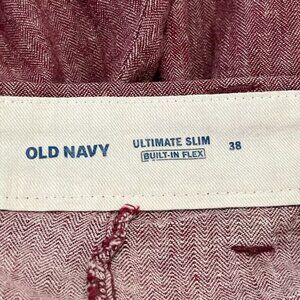 OLD NAVY
ULTIMATE SLIM
BUILT-IN FLEX
38